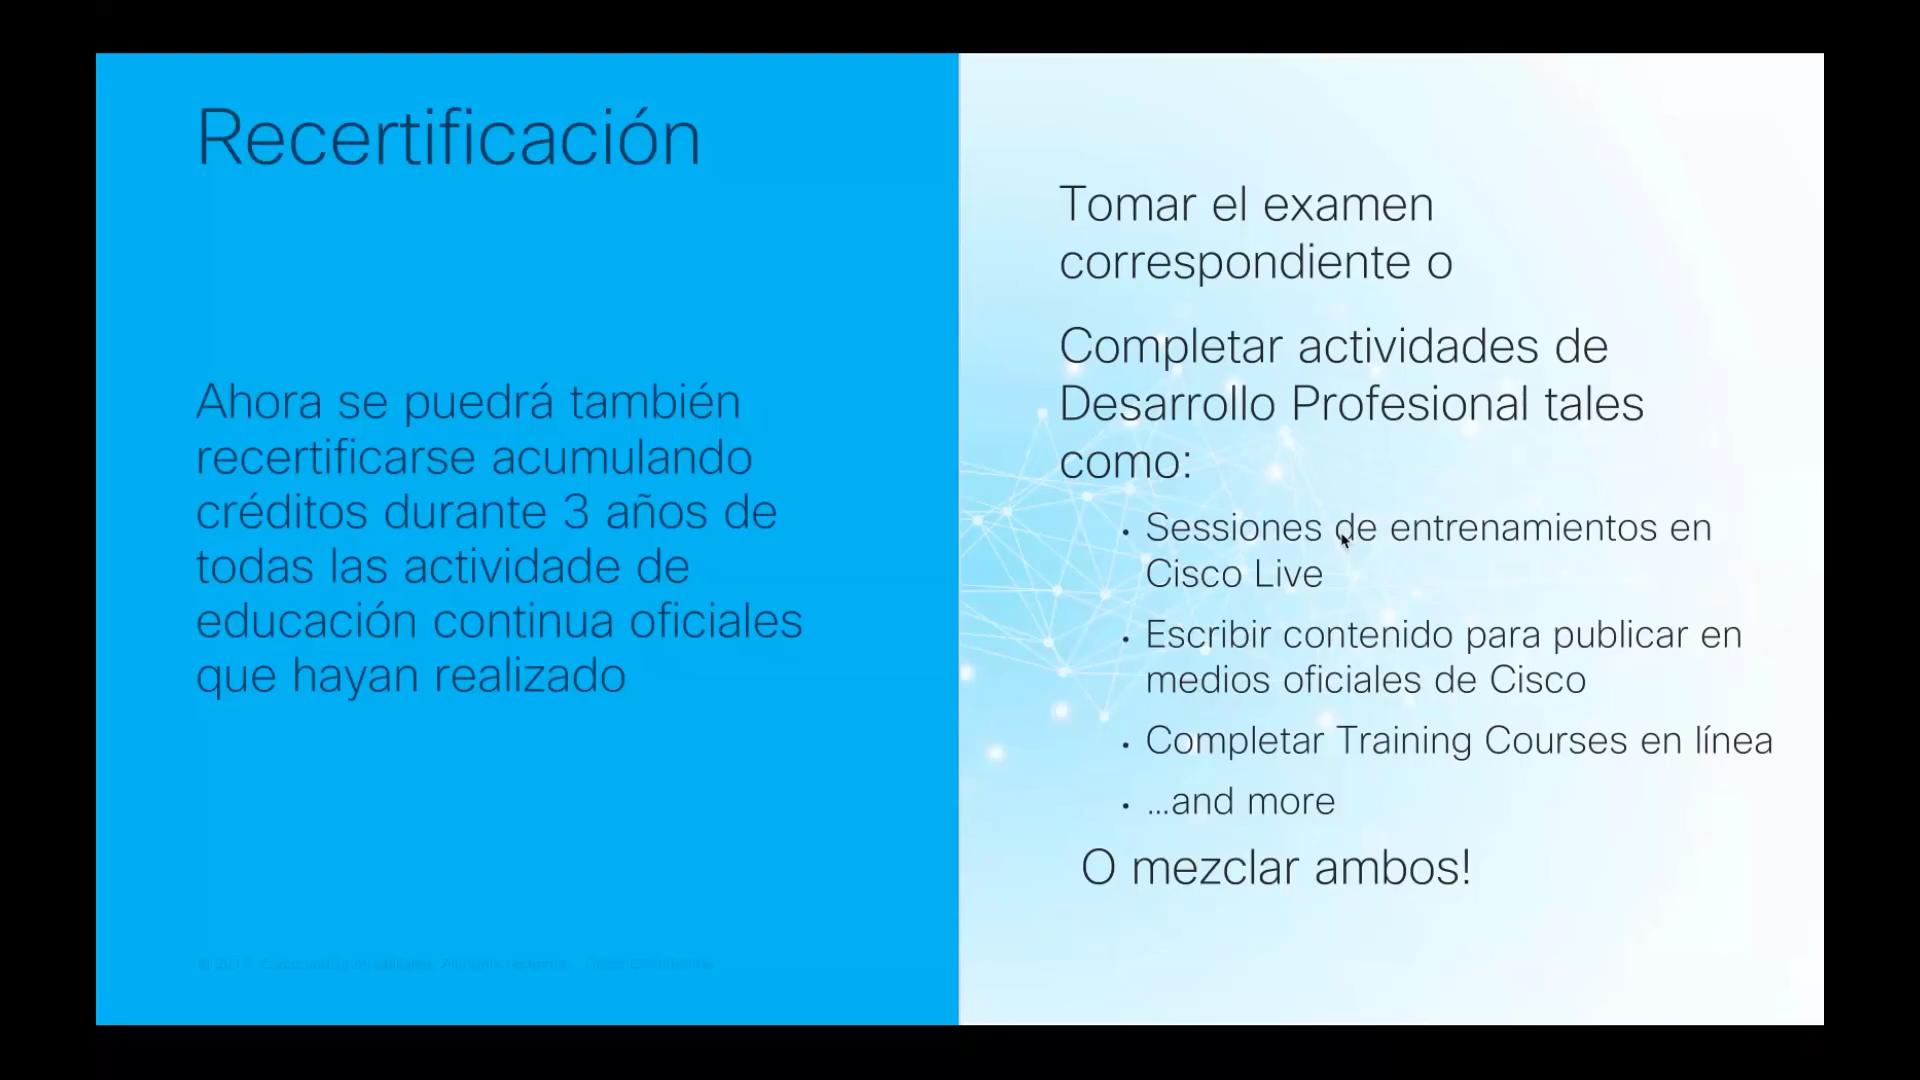 Recertificación
Ahora se puedrá también
recertificarse acumulando
créditos durante 3 años de
todas las actividade de
educación continua oficiales
que hayan realizado
Tomar el examen
correspondiente o
Completar actividades de
Desarrollo Profesional tales
como:
• Sessiones de entrenamientos en
Cisco Live
• Escribir contenido para publicar en
medios oficiales de Cisco
• Completar Training Courses en línea
• ...and more
O mezclar ambos!